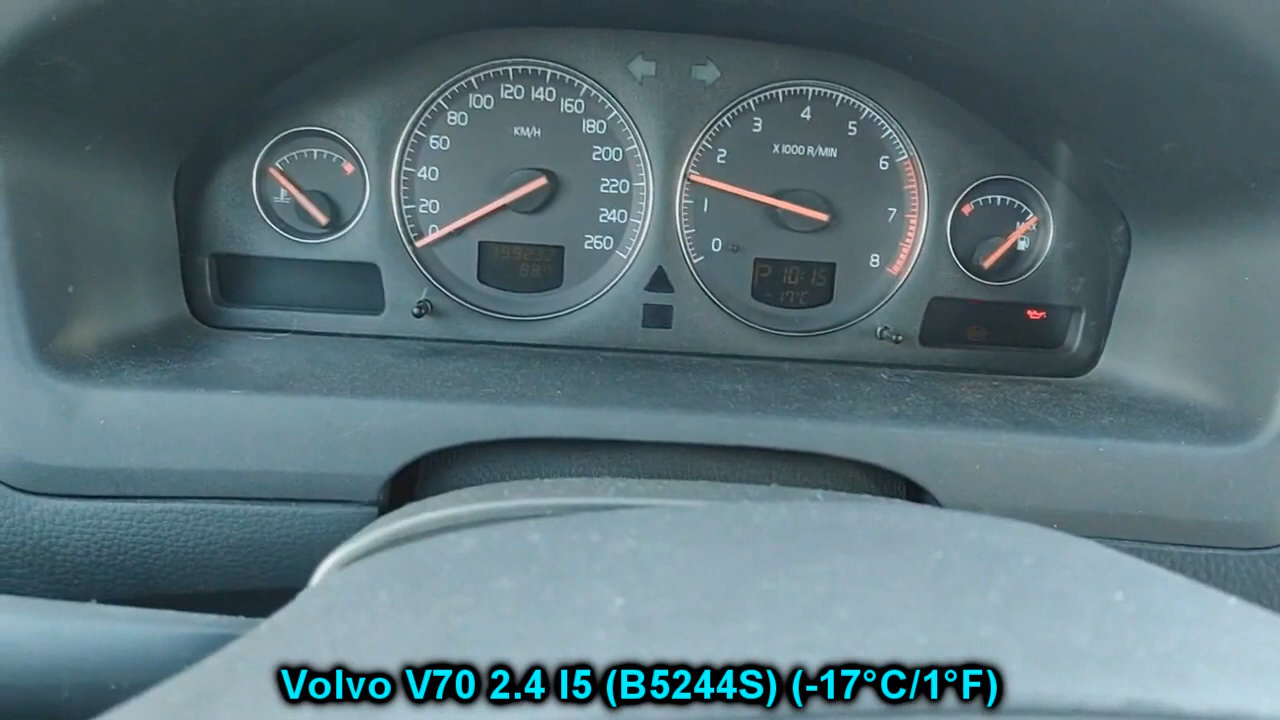 20 40 60 80 100 120 140 160 180 200 220 240 260
KM/H
0 1 2 3 4 5 6 7 8
X 1000 R/MIN
P 10:15
-17°C
Volvo V70 2.4 I5 (B5244S) (-17°C/1°F)